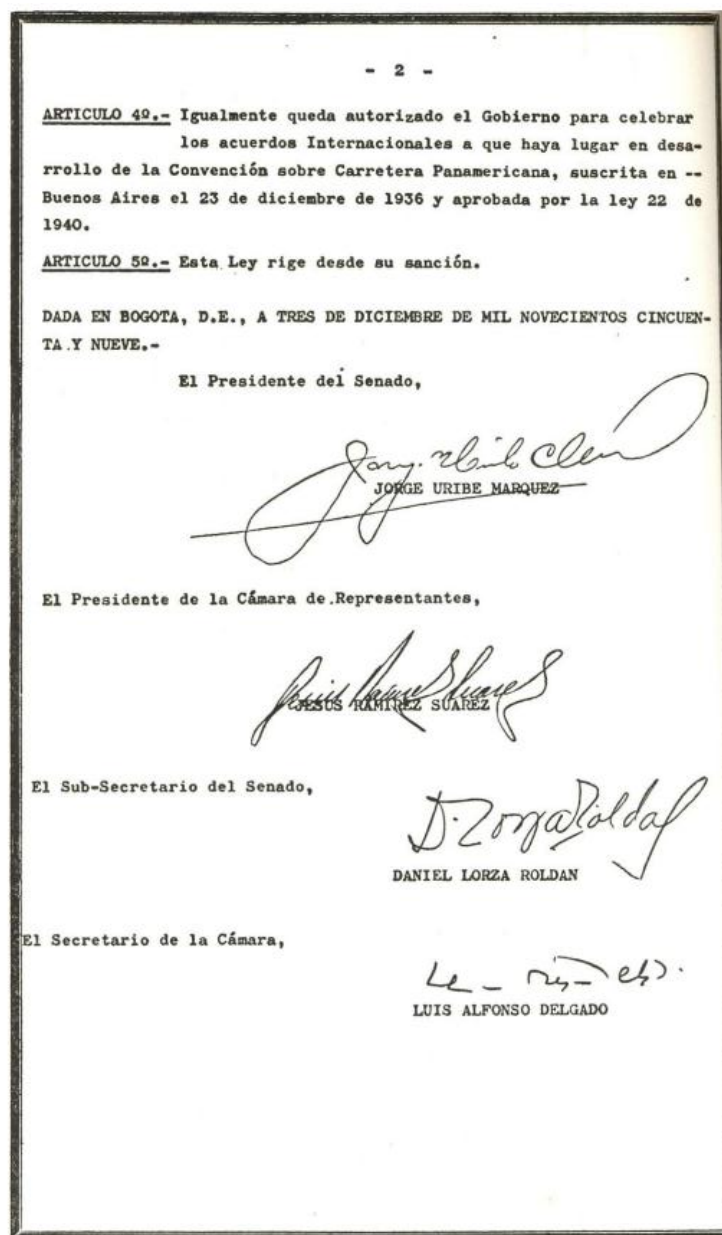 - 2 -
ARTICULO 4º.- Igualmente queda autorizado el Gobierno para celebrar
los acuerdos Internacionales a que haya lugar en desa-
rrollo de la Convención sobre Carretera Panamericana, suscrita en --
Buenos Aires el 23 de diciembre de 1936 y aprobada por la ley 22 de
1940.
ARTICULO 5º.- Esta Ley rige desde su sanción.
DADA EN BOGOTA, D.E., A TRES DE DICIEMBRE DE MIL NOVECIENTOS CINCUEN-
TA Y NUEVE.-
El Presidente del Senado,
JORGE URIBE MARQUEZ
El Presidente de la Cámara de Representantes,
JESUS RAMIREZ SUAREZ
El Sub-Secretario del Senado,
DANIEL LORZA ROLDAN
El Secretario de la Cámara,
LUIS ALFONSO DELGADO